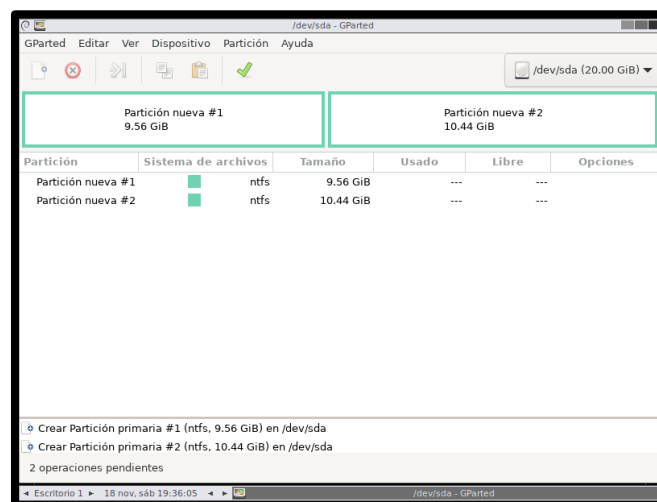 /dev/sda - GParted
GParted Editar Ver Dispositivo Partición Ayuda
/dev/sda (20.00 GiB)
Partición nueva #1
9.56 GiB
Partición nueva #2
10.44 GiB
Partición Sistema de archivos Tamaño Usado Libre Opciones
Partición nueva #1 ntfs 9.56 GiB --- ---
Partición nueva #2 ntfs 10.44 GiB --- ---
Crear Partición primaria #1 (ntfs, 9.56 GiB) en /dev/sda
Crear Partición primaria #2 (ntfs, 10.44 GiB) en /dev/sda
2 operaciones pendientes
Escritorio 1 18 nov, sáb 19:36:05 /dev/sda - GParted